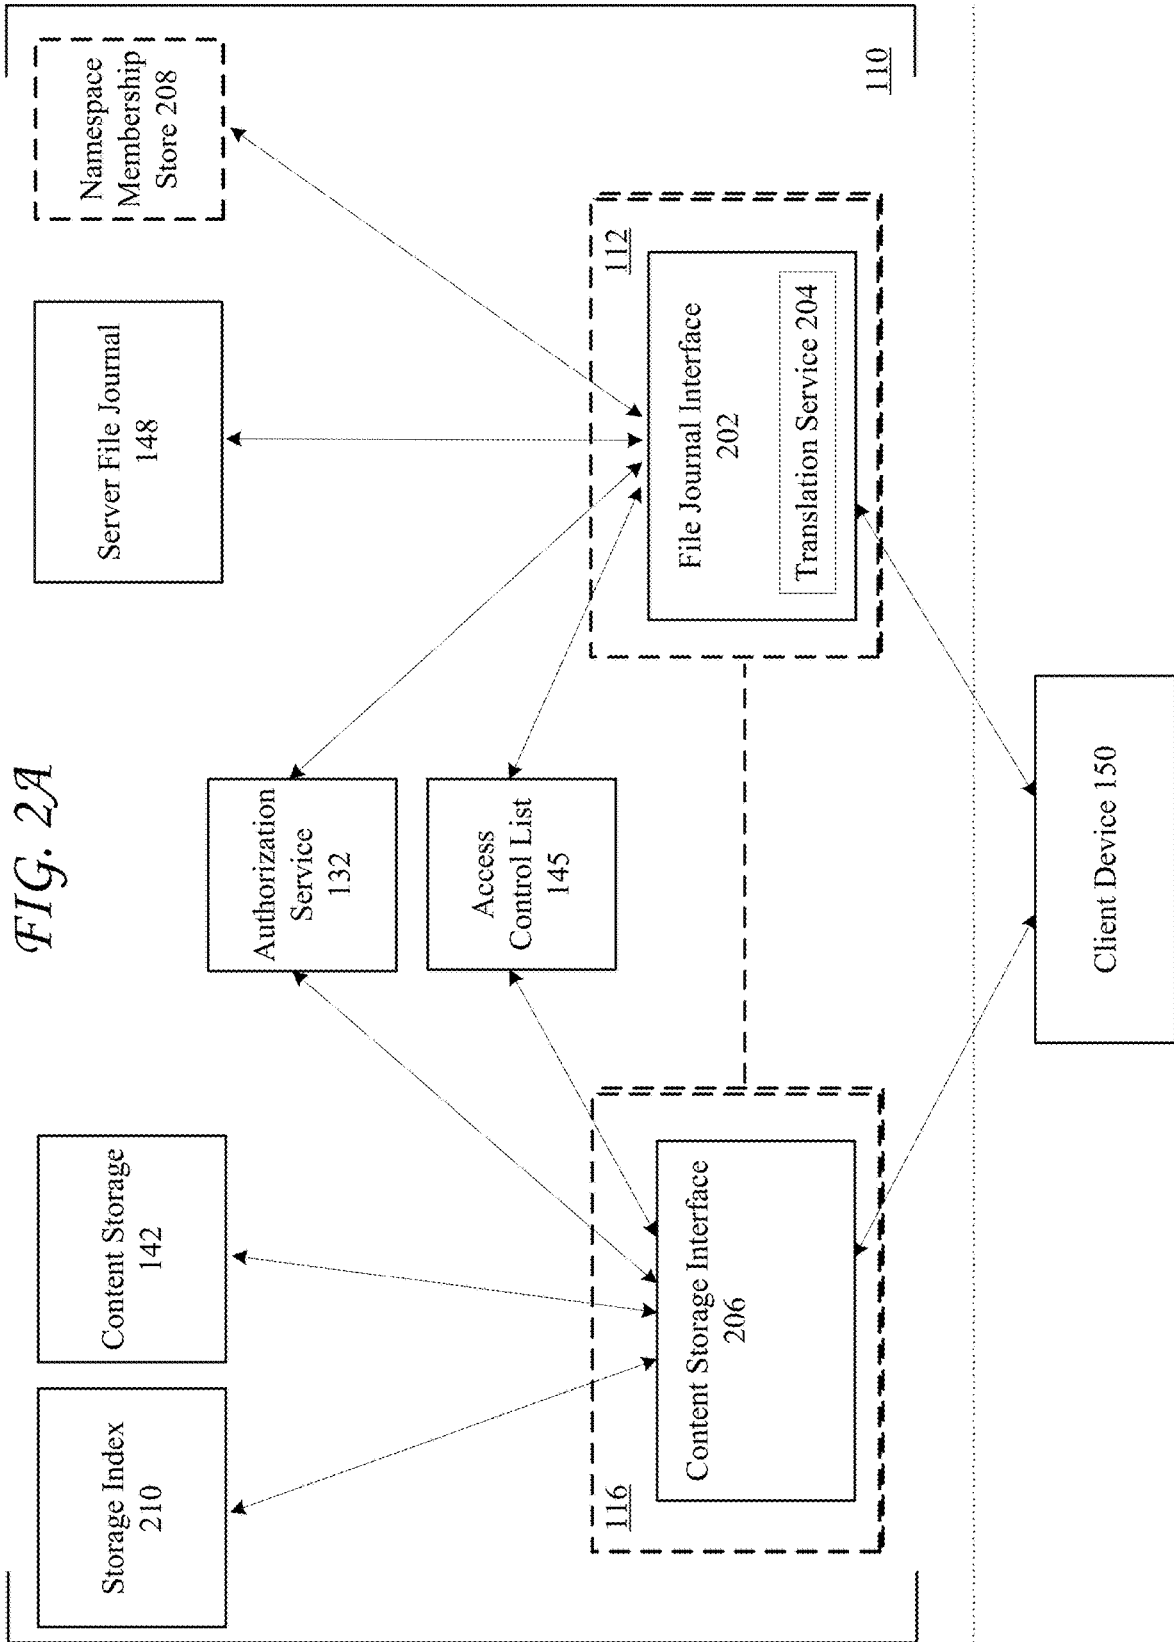 FIG. 2A
Storage Index
210
Content Storage
142
Authorization
Service
132
Access
Control List
145
Server File Journal
148
Namespace
Membership
Store 208
116
Content Storage Interface
206
112
File Journal Interface
202
Translation Service 204
110
Client Device 150